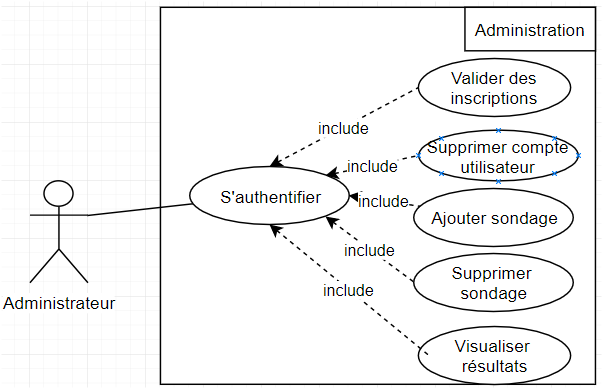 Administration
Valider des
inscriptions
include
Supprimer compte
utilisateur
include
S'authentifier
include
Ajouter sondage
include
Supprimer
sondage
include
Administrateur
Visualiser
résultats